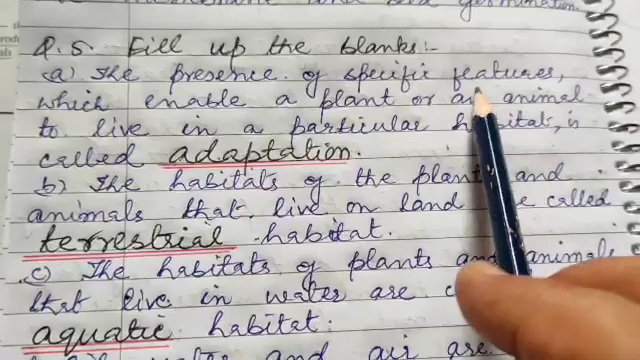 germination.
Q.5. Fill up the blanks:-
(a) The presence of specific features,
which enable a plant or an animal
to live in a particular habitat, is
called adaptation.
b) The habitats of the plants and
animals that live on land are called
terrestrial habitat.
(c) The habitats of plants and animals
that live in water are
aquatic habitat.
and air are